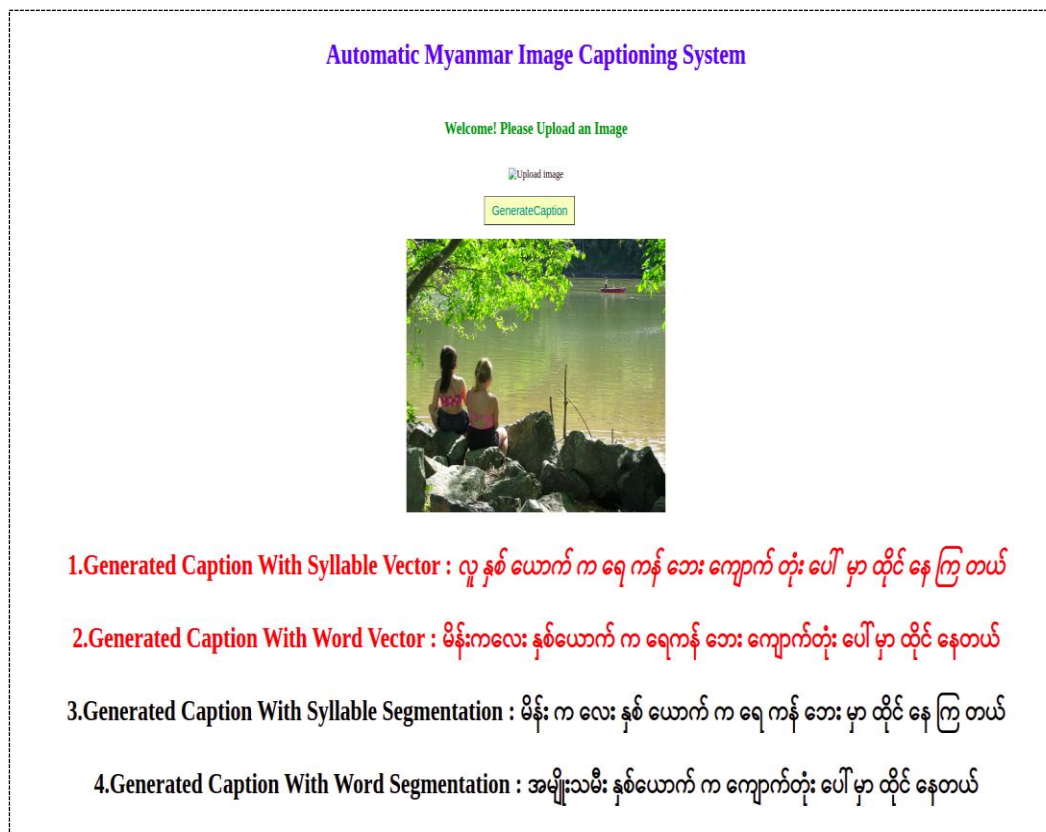 Automatic Myanmar Image Captioning System
Welcome! Please Upload an Image
Upload image
GenerateCaption
1.Generated Caption With Syllable Vector : လူ နှစ် ယောက် က ရေ ကန် ဘေး ကျောက် တုံး ပေါ် မှာ ထိုင် နေ ကြ တယ်
2.Generated Caption With Word Vector : မိန်းကလေး နှစ်ယောက် က ရေကန် ဘေး ကျောက်တုံး ပေါ် မှာ ထိုင် နေတယ်
3.Generated Caption With Syllable Segmentation : မိန်း က လေး နှစ် ယောက် က ရေ ကန် ဘေး မှာ ထိုင် နေ ကြ တယ်
4.Generated Caption With Word Segmentation : အမျိုးသမီး နှစ်ယောက် က ကျောက်တုံး ပေါ် မှာ ထိုင် နေတယ်